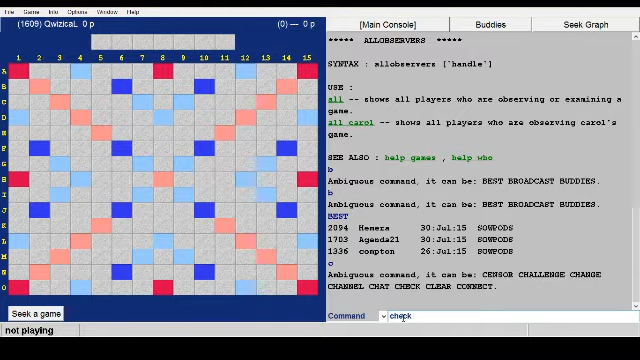 File Game Info Settings Options Windows Help
(1609) QwizicaL 0 p
(0) --- 0 p
[Main Console] Buddies Seek Graph
1 2 3 4 5 6 7 8 9 10 11 12 13 14 15
A
B
C
D
E
F
G
H
I
J
K
L
M
N
O
***** ALLOBSERVERS *****
SYNTAX : allobservers ['handle']
USE :
all -- shows all players who are observing or examining a
game.
all carol -- shows all players who are observing carol's
game.
SEE ALSO : help games , help who
b
Ambiguous command, it can be: BEST BROADCAST BUDDIES.
b
Ambiguous command, it can be: BEST BROADCAST BUDDIES.
BEST
2094 Hemera 30:Jul:15 SOWPODS
1703 Agenda21 30:Jul:15 SOWPODS
1336 compton 26:Jul:15 SOWPODS
c
Ambiguous command, it can be: CENSOR CHALLENGE CHANGE
CHANNEL CHAT CHECK CLEAR CONNECT.
Seek a game
Command check
not playing